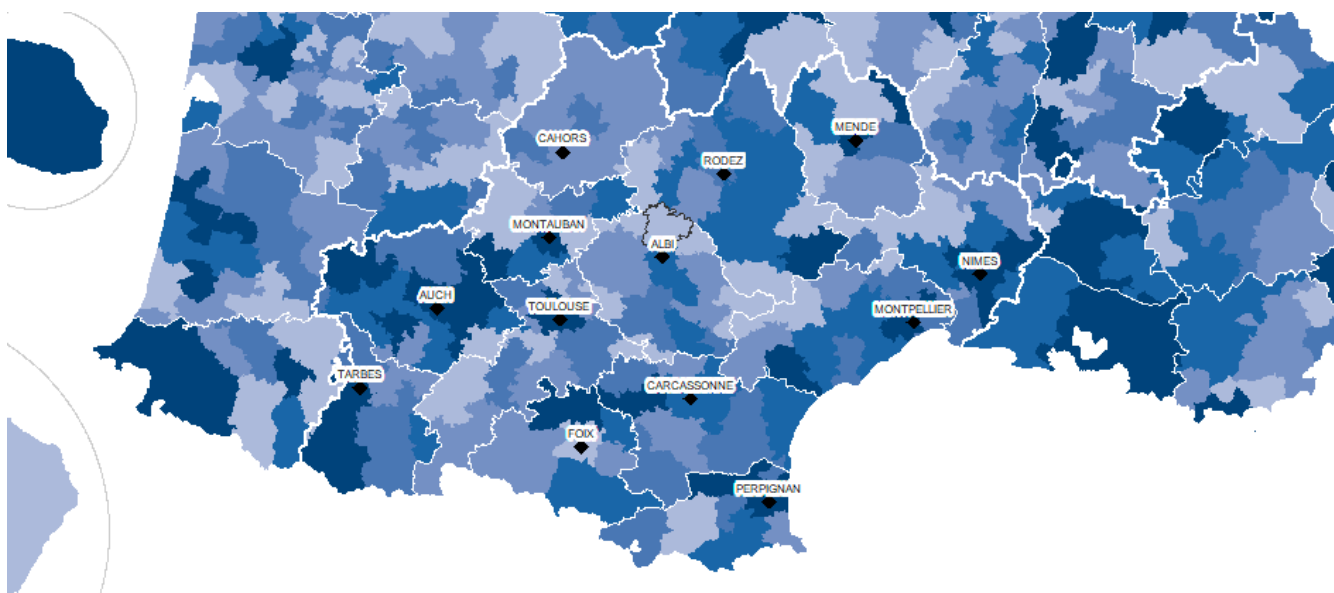 CAHORS
MENDE
RODEZ
MONTAUBAN
ALBI
NIMES
AUCH
TOULOUSE
MONTPELLIER
TARBES
CARCASSONNE
FOIX
PERPIGNAN